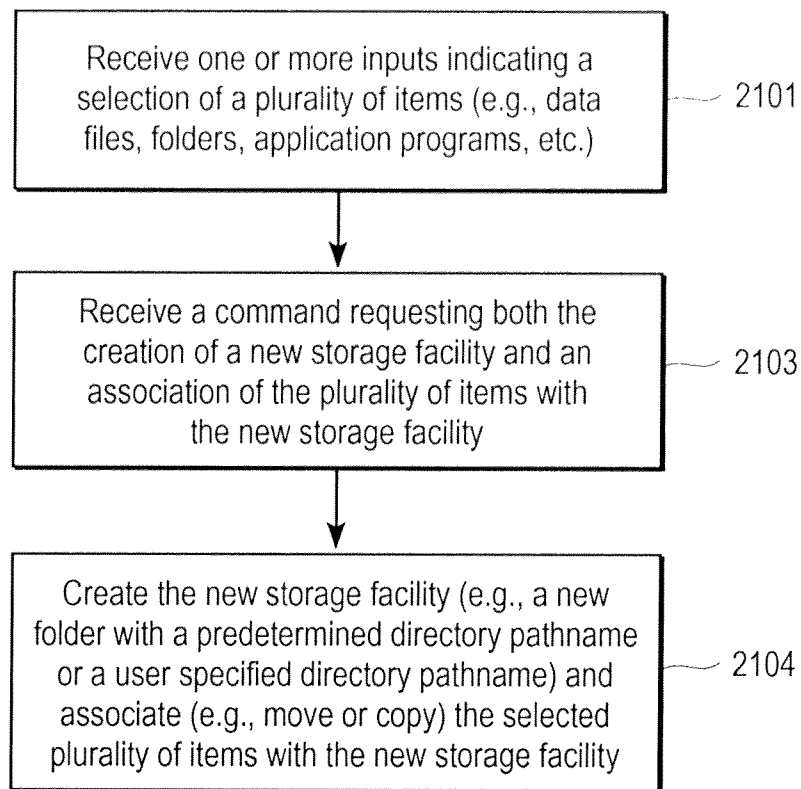 Receive one or more inputs indicating a
selection of a plurality of items (e.g., data
files, folders, application programs, etc.)
2101
Receive a command requesting both the
creation of a new storage facility and an
association of the plurality of items with
the new storage facility
2103
Create the new storage facility (e.g., a new
folder with a predetermined directory pathname
or a user specified directory pathname) and
associate (e.g., move or copy) the selected
plurality of items with the new storage facility
2104